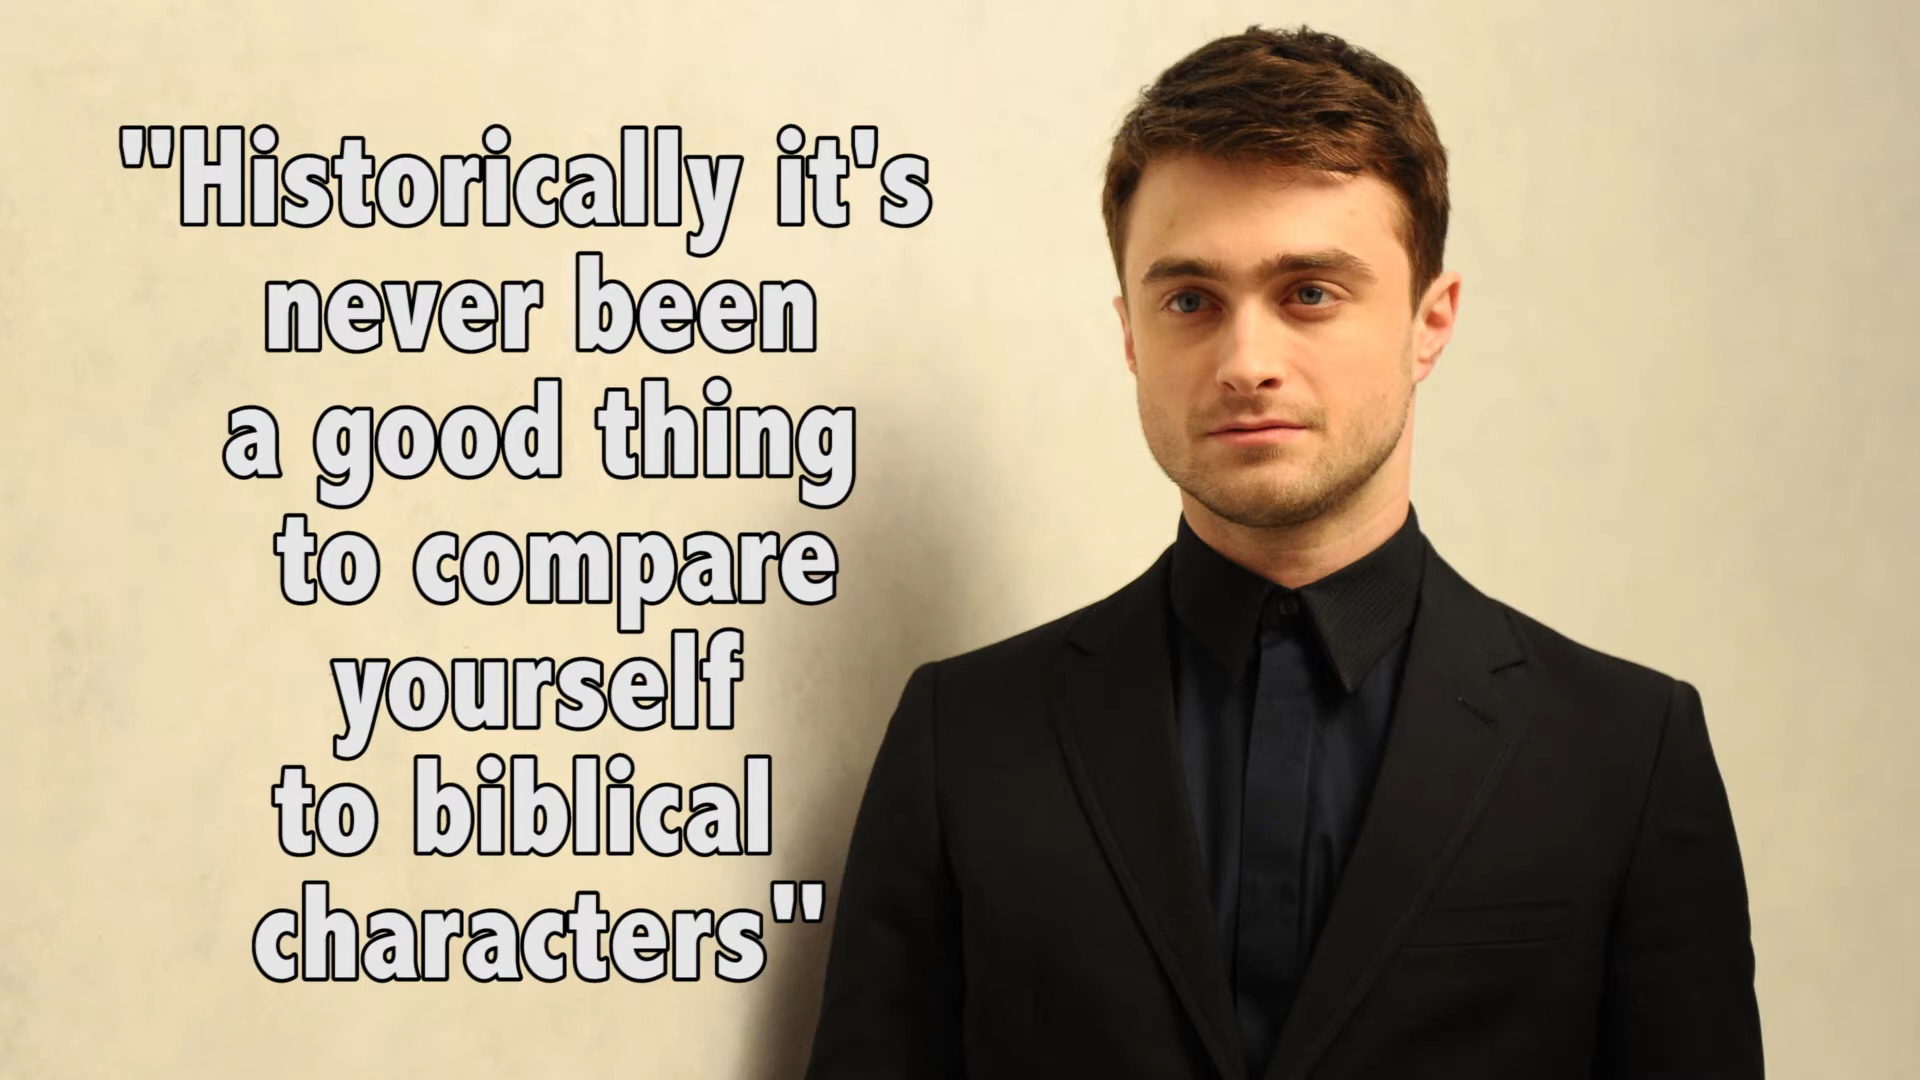 "Historically it's
never been
a good thing
to compare
yourself
to biblical
characters"